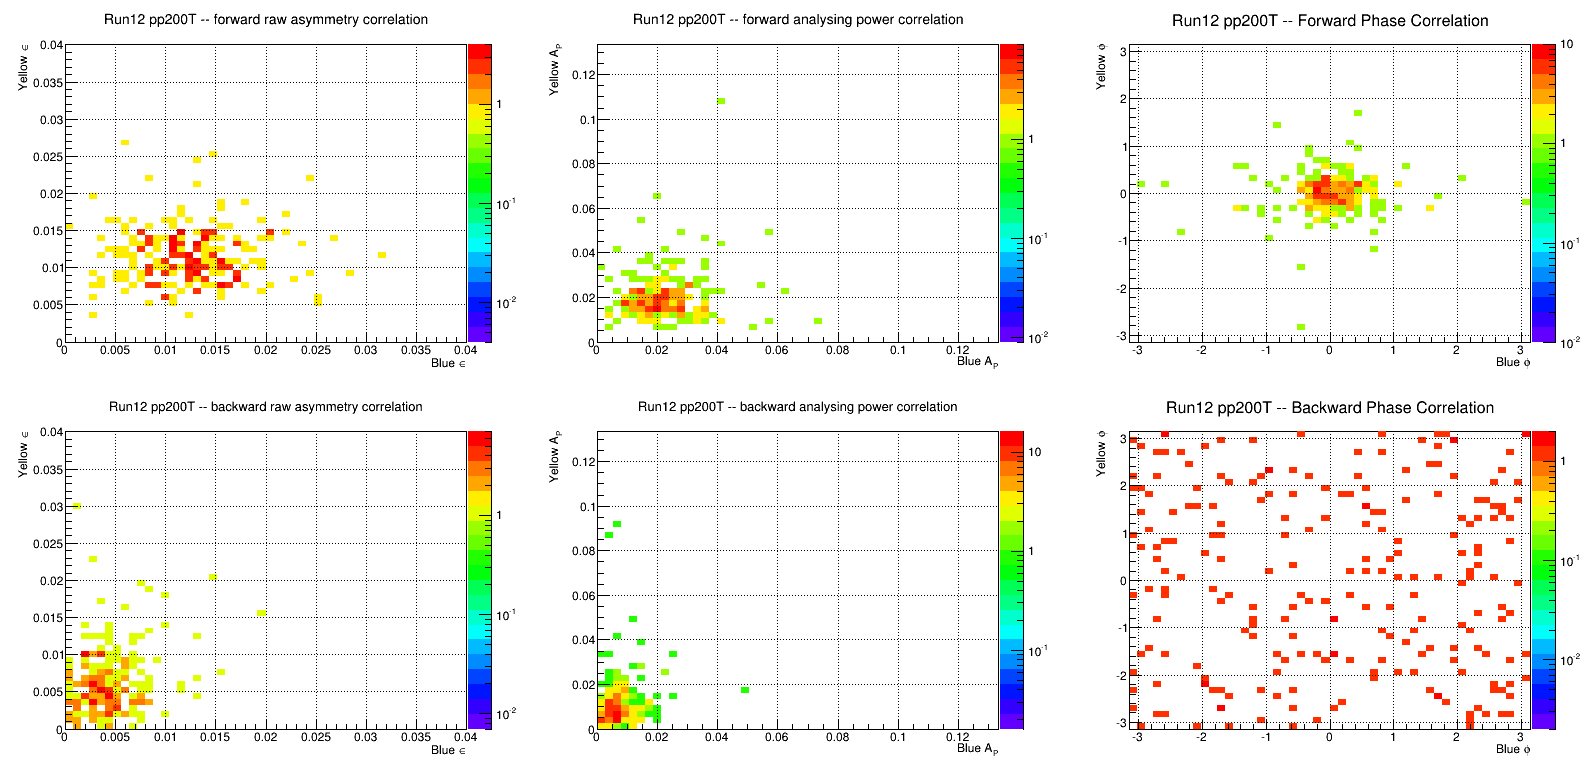 Run12 pp200T -- forward raw asymmetry correlation
Yellow ϵ
0.04
0.035
0.03
0.025
0.02
0.015
0.01
0.005
0
0 0.005 0.01 0.015 0.02 0.025 0.03 0.035 0.04
Blue ϵ
1
10^-1
10^-2
Run12 pp200T -- forward analysing power correlation
Yellow A_P
0.12
0.1
0.08
0.06
0.04
0.02
0
0 0.02 0.04 0.06 0.08 0.1 0.12
Blue A_P
1
10^-1
10^-2
Run12 pp200T -- Forward Phase Correlation
Yellow ϕ
3
2
1
0
-1
-2
-3
-3 -2 -1 0 1 2 3
Blue ϕ
10
1
10^-1
10^-2
Run12 pp200T -- backward raw asymmetry correlation
Yellow ϵ
0.04
0.035
0.03
0.025
0.02
0.015
0.01
0.005
0
0 0.005 0.01 0.015 0.02 0.025 0.03 0.035 0.04
Blue ϵ
1
10^-1
10^-2
Run12 pp200T -- backward analysing power correlation
Yellow A_P
0.12
0.1
0.08
0.06
0.04
0.02
0
0 0.02 0.04 0.06 0.08 0.1 0.12
Blue A_P
10
1
10^-1
Run12 pp200T -- Backward Phase Correlation
Yellow ϕ
3
2
1
0
-1
-2
-3
-3 -2 -1 0 1 2 3
Blue ϕ
1
10^-1
10^-2